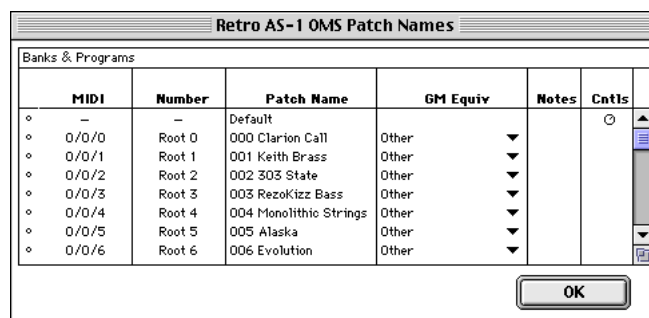 Retro AS-1 OMS Patch Names
Banks & Programs
MIDI Number Patch Name GM Equiv Notes Cntls
– – Default
0/0/0 Root 0 000 Clarion Call Other
0/0/1 Root 1 001 Keith Brass Other
0/0/2 Root 2 002 303 State Other
0/0/3 Root 3 003 RezoKizz Bass Other
0/0/4 Root 4 004 Monolithic Strings Other
0/0/5 Root 5 005 Alaska Other
0/0/6 Root 6 006 Evolution Other
OK